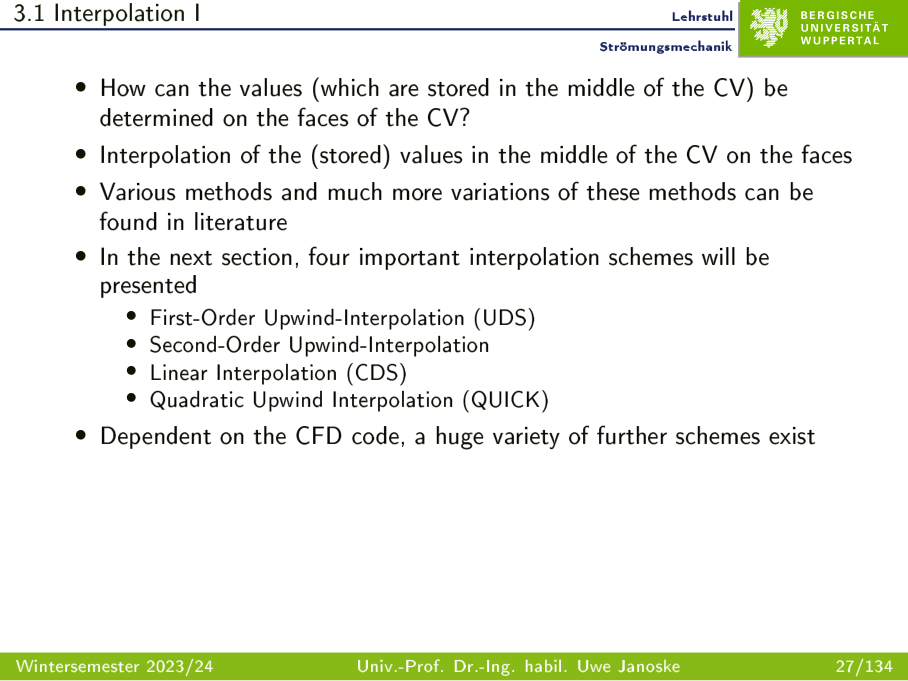 3.1 Interpolation I
Lehrstuhl
Strömungsmechanik
BERGISCHE
UNIVERSITÄT
WUPPERTAL
• How can the values (which are stored in the middle of the CV) be
determined on the faces of the CV?
• Interpolation of the (stored) values in the middle of the CV on the faces
• Various methods and much more variations of these methods can be
found in literature
• In the next section, four important interpolation schemes will be
presented
• First-Order Upwind-Interpolation (UDS)
• Second-Order Upwind-Interpolation
• Linear Interpolation (CDS)
• Quadratic Upwind Interpolation (QUICK)
• Dependent on the CFD code, a huge variety of further schemes exist
Wintersemester 2023/24 Univ.-Prof. Dr.-Ing. habil. Uwe Janoske 27/134